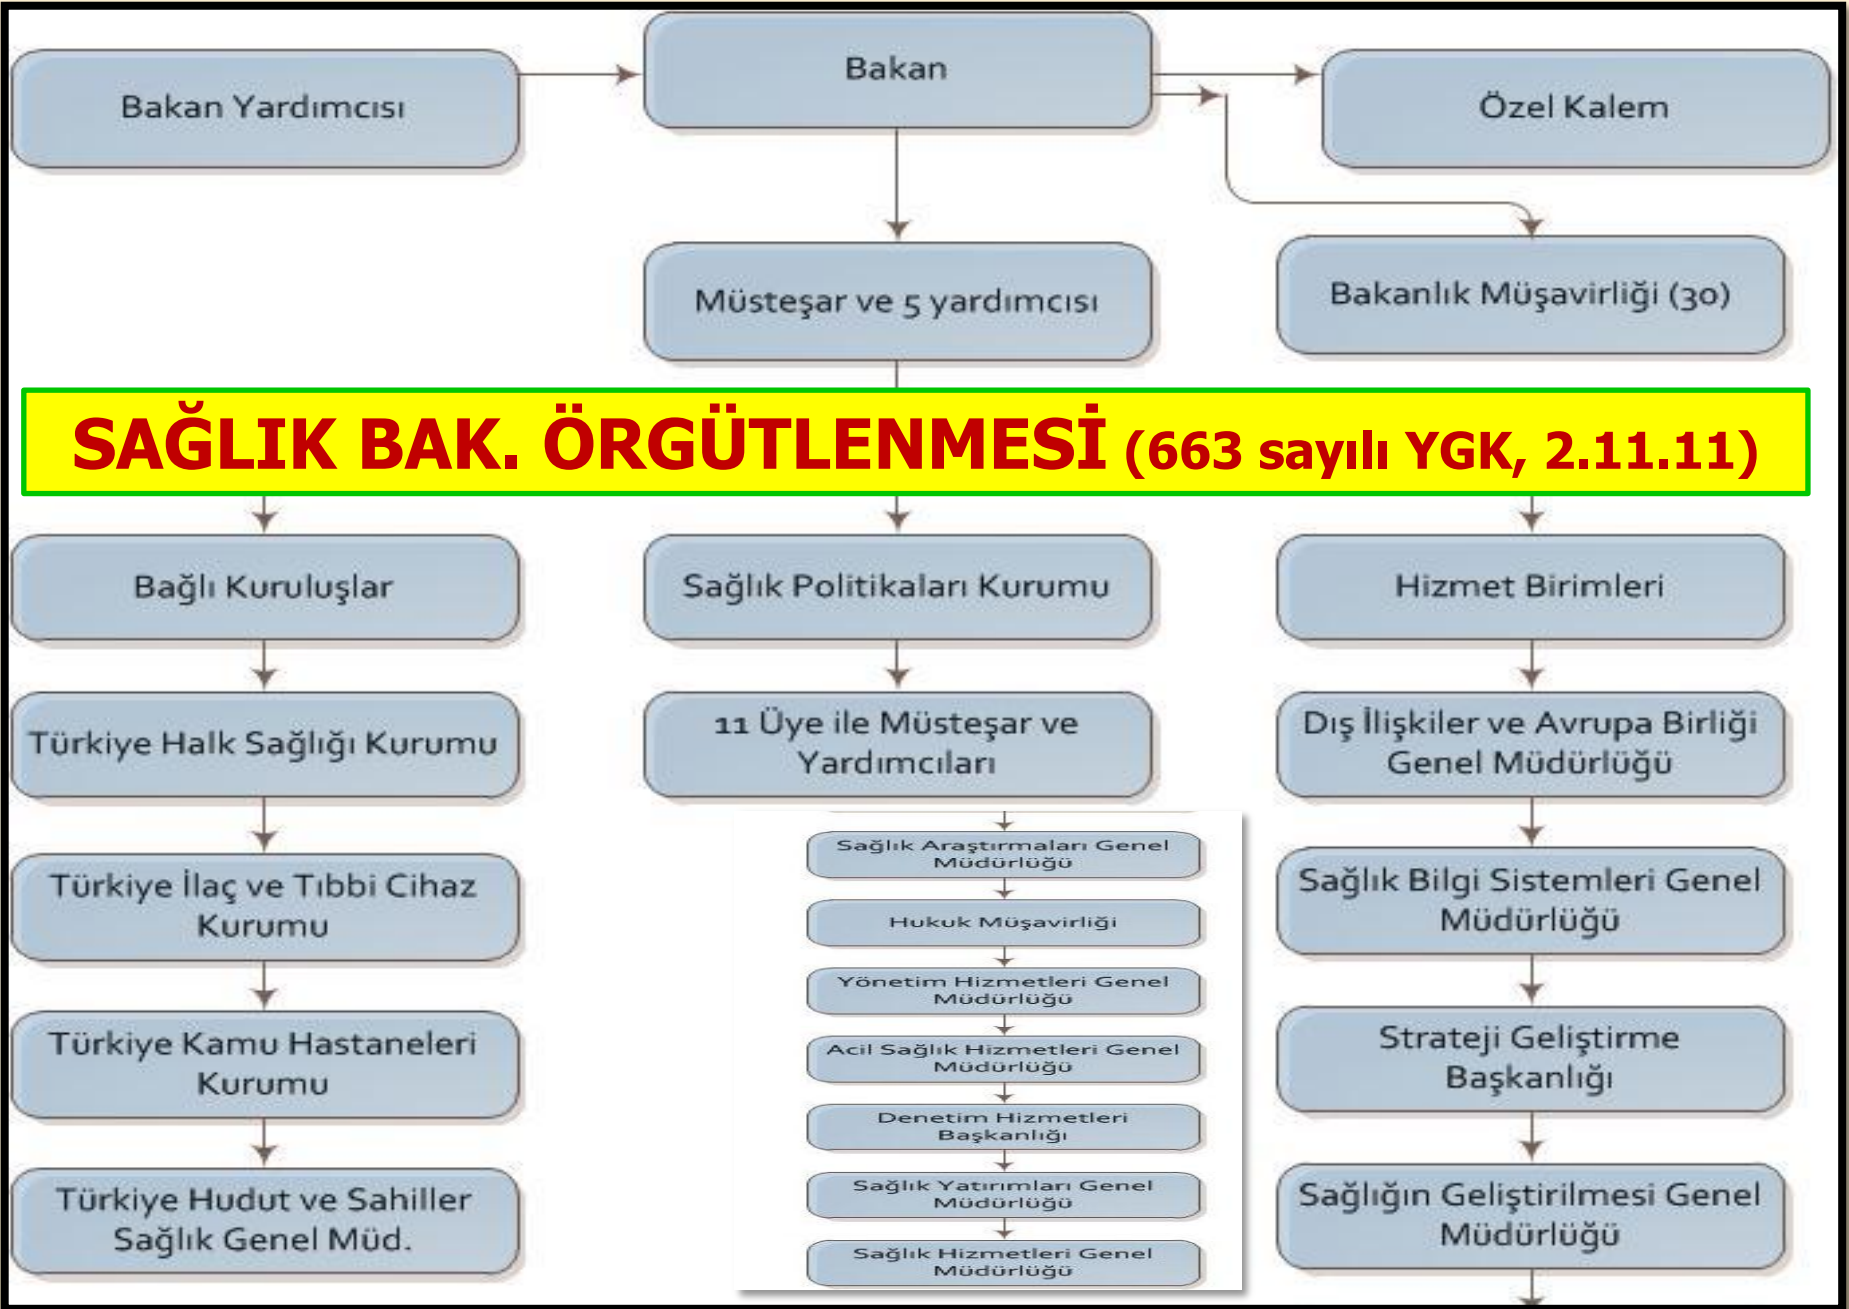 Bakan
Bakan Yardımcısı
Özel Kalem
Müsteşar ve 5 yardımcısı
Bakanlık Müşavirliği (30)
SAĞLIK BAK. ÖRGÜTLENMESİ (663 sayılı YGK, 2.11.11)
Bağlı Kuruluşlar
Türkiye Halk Sağlığı Kurumu
Türkiye İlaç ve Tıbbi Cihaz
Kurumu
Türkiye Kamu Hastaneleri
Kurumu
Türkiye Hudut ve Sahiller
Sağlık Genel Müd.
Sağlık Politikaları Kurumu
11 Üye ile Müsteşar ve
Yardımcıları
Sağlık Araştırmaları Genel
Müdürlüğü
Hukuk Müşavirliği
Yönetim Hizmetleri Genel
Müdürlüğü
Acil Sağlık Hizmetleri Genel
Müdürlüğü
Denetim Hizmetleri
Başkanlığı
Sağlık Yatırımları Genel
Müdürlüğü
Sağlık Hizmetleri Genel
Müdürlüğü
Hizmet Birimleri
Dış İlişkiler ve Avrupa Birliği
Genel Müdürlüğü
Sağlık Bilgi Sistemleri Genel
Müdürlüğü
Strateji Geliştirme
Başkanlığı
Sağlığın Geliştirilmesi Genel
Müdürlüğü